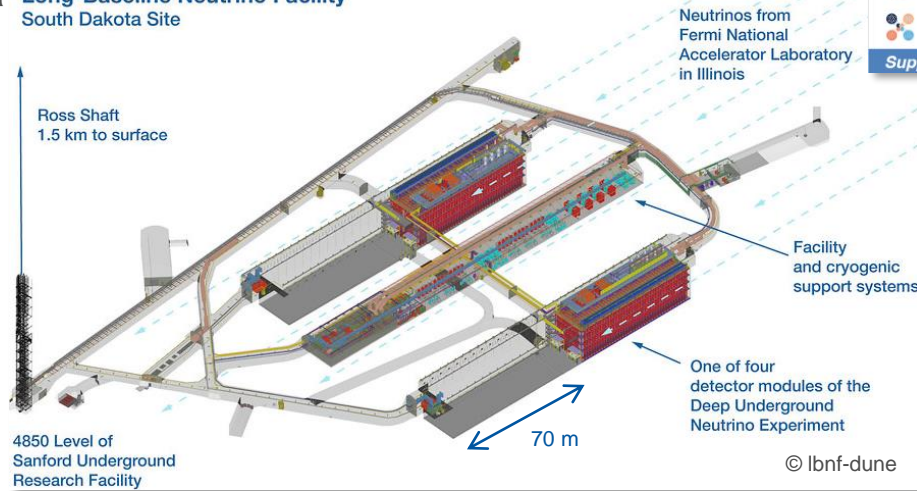 Long-Baseline Neutrino Facility
South Dakota Site
Neutrinos from
Fermi National
Accelerator Laboratory
in Illinois
Ross Shaft
1.5 km to surface
Facility
and cryogenic
support systems
One of four
detector modules of the
Deep Underground
Neutrino Experiment
70 m
4850 Level of
Sanford Underground
Research Facility
© lbnf-dune